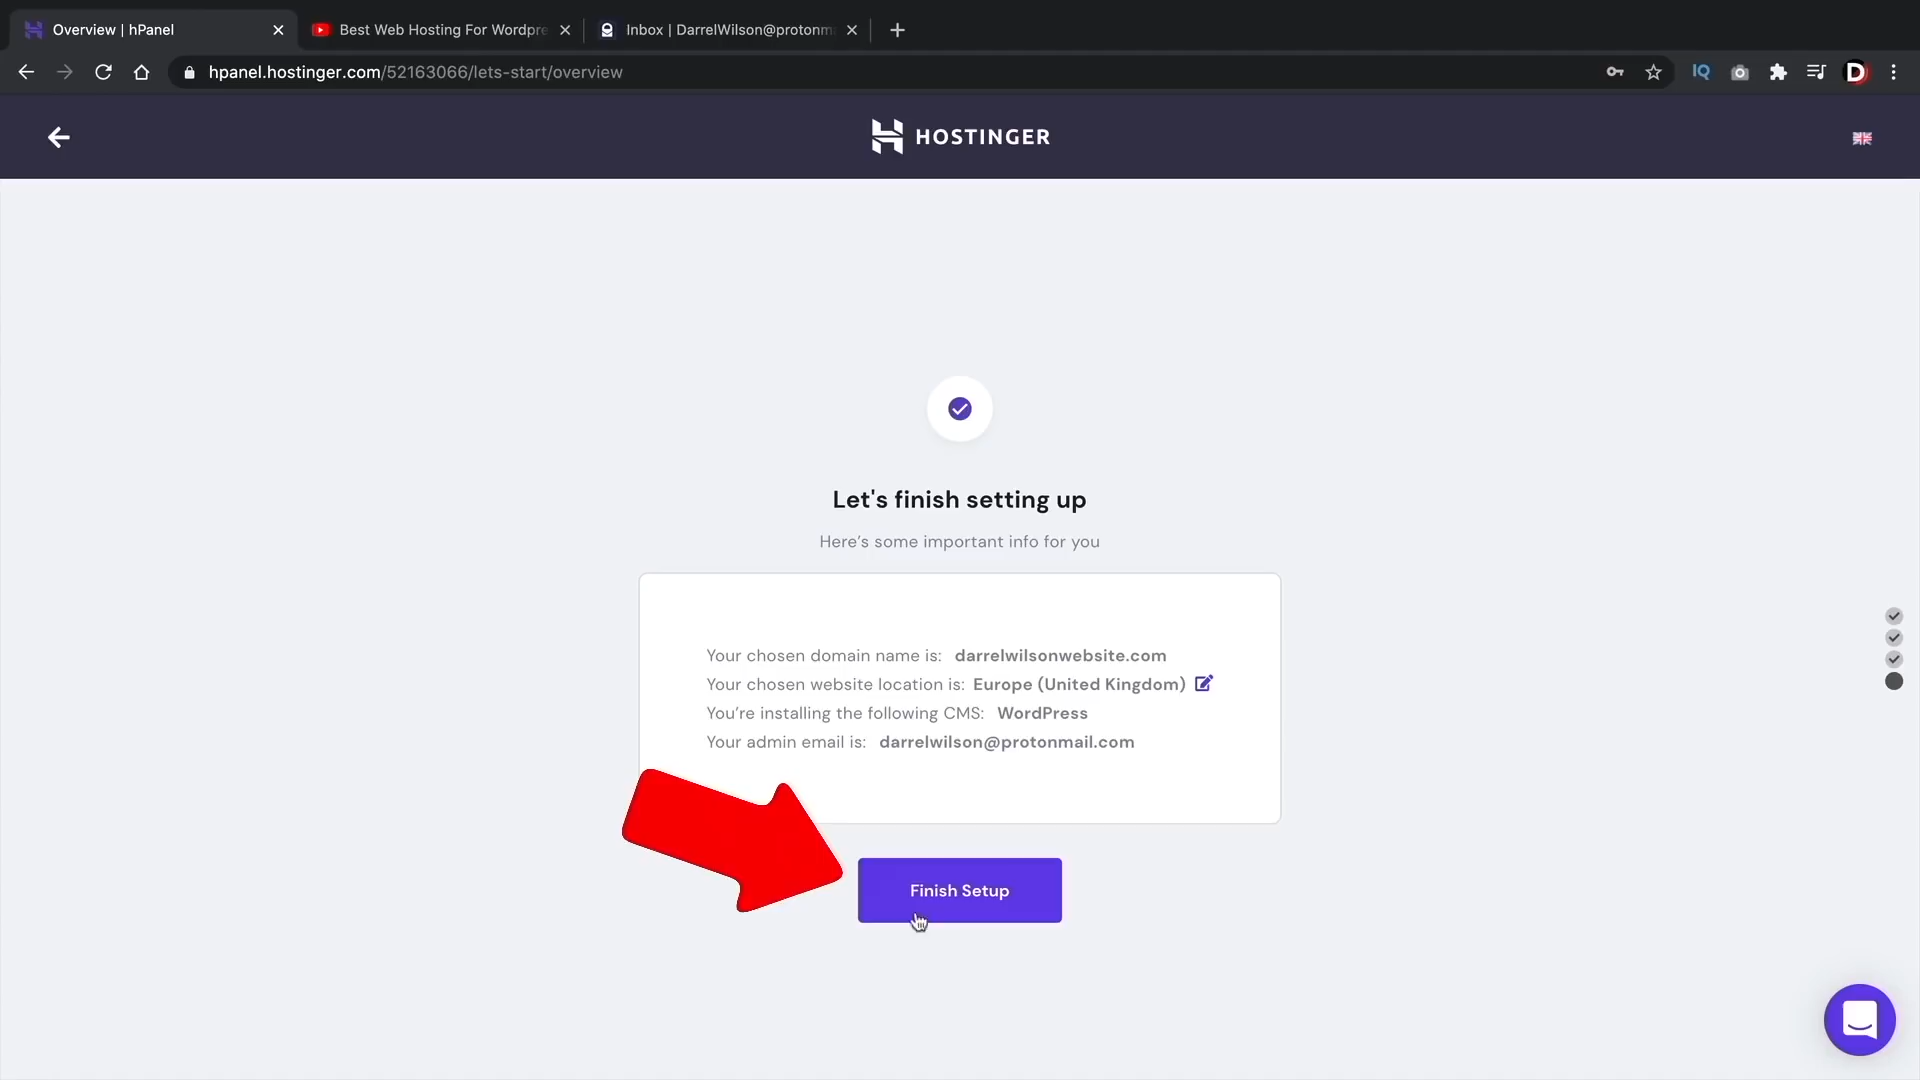 Overview | hPanel
Best Web Hosting For Wordpre
Inbox | DarrelWilson@protonm
hpanel.hostinger.com/52163066/lets-start/overview
IQ
D
HOSTINGER
Let's finish setting up
Here's some important info for you
Your chosen domain name is: darrelwilsonwebsite.com
Your chosen website location is: Europe (United Kingdom)
You're installing the following CMS: WordPress
Your admin email is: darrelwilson@protonmail.com
Finish Setup